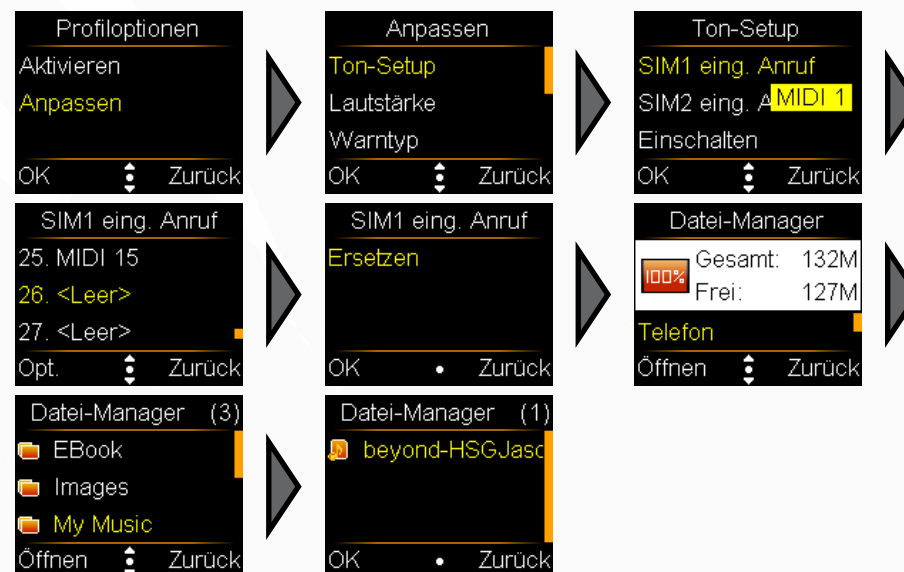 Profiloptionen
Aktivieren
Anpassen
OK Zurück
Anpassen
Ton-Setup
Lautstärke
Warntyp
OK Zurück
Ton-Setup
SIM1 eing. Anruf
SIM2 eing. A MIDI 1
Einschalten
OK Zurück
SIM1 eing. Anruf
25. MIDI 15
26. <Leer>
27. <Leer>
Opt. Zurück
SIM1 eing. Anruf
Ersetzen
OK Zurück
Datei-Manager
100% Gesamt: 132M
Frei: 127M
Telefon
Öffnen Zurück
Datei-Manager (3)
EBook
Images
My Music
Öffnen Zurück
Datei-Manager (1)
beyond-HSGJasc
OK Zurück